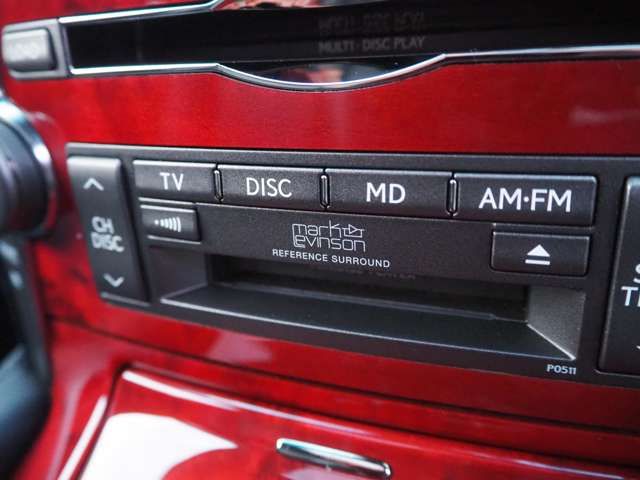 MULTI-DISC PLAY
TV
DISC
MD
AM•FM
CH
DISC
mark
Levinson
REFERENCE SURROUND
P0511